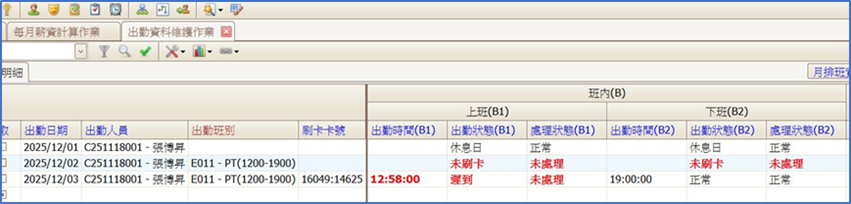 每月薪資計算作業 出勤資料維護作業
明細 月排班資
班內(B)
上班(B1) 下班(B2)
取 出勤日期 出勤人員 出勤班別 刷卡卡號 出勤時間(B1) 出勤狀態(B1) 處理狀態(B1) 出勤時間(B2) 出勤狀態(B2) 處理狀態(B2)
2025/12/01 C251118001 - 張博昇 休息日 正常 休息日 正常
2025/12/02 C251118001 - 張博昇 E011 - PT(1200-1900) 未刷卡 未處理 未刷卡 未處理
2025/12/03 C251118001 - 張博昇 E011 - PT(1200-1900) 16049:14625 12:58:00 遲到 未處理 19:00:00 正常 正常